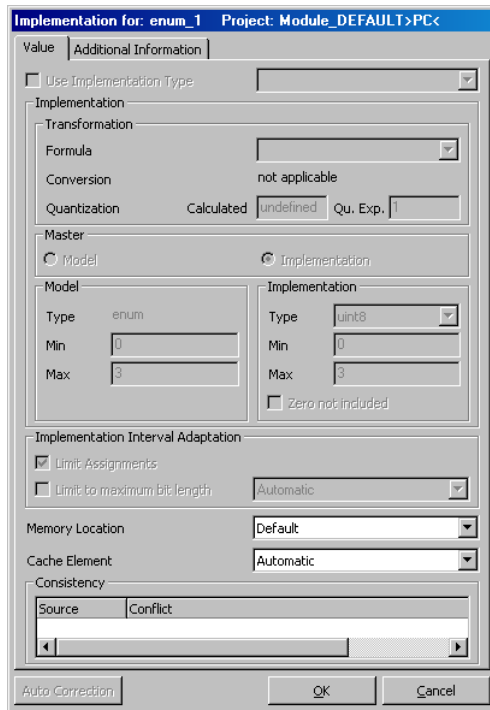 Implementation for: enum_1 Project: Module_DEFAULT>PC<
Value Additional Information
Use Implementation Type
Implementation
Transformation
Formula
Conversion not applicable
Quantization Calculated undefined Qu. Exp. 1
Master
Model Implementation
Model Implementation
Type enum Type uint8
Min 0 Min 0
Max 3 Max 3
Zero not included
Implementation Interval Adaptation
Limit Assignments
Limit to maximum bit length Automatic
Memory Location Default
Cache Element Automatic
Consistency
Source Conflict
Auto Correction OK Cancel